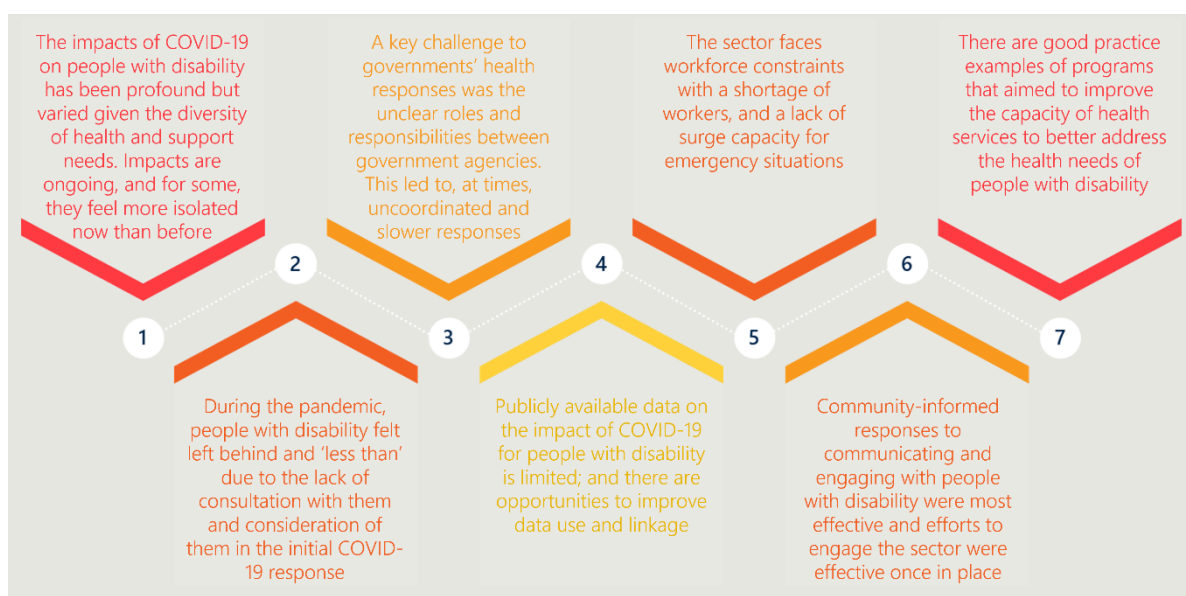 The impacts of COVID-19
on people with disability
has been profound but
varied given the diversity
of health and support
needs. Impacts are
ongoing, and for some,
they feel more isolated
now than before
1
2
During the pandemic,
people with disability felt
left behind and ‘less than’
due to the lack of
consultation with them
and consideration of
them in the initial COVID-
19 response
A key challenge to
governments’ health
responses was the
unclear roles and
responsibilities between
government agencies.
This led to, at times,
uncoordinated and
slower responses
3
4
Publicly available data on
the impact of COVID-19
for people with disability
is limited; and there are
opportunities to improve
data use and linkage
The sector faces
workforce constraints
with a shortage of
workers, and a lack of
surge capacity for
emergency situations
5
6
Community-informed
responses to
communicating and
engaging with people
with disability were most
effective and efforts to
engage the sector were
effective once in place
There are good practice
examples of programs
that aimed to improve
the capacity of health
services to better address
the health needs of
people with disability
7